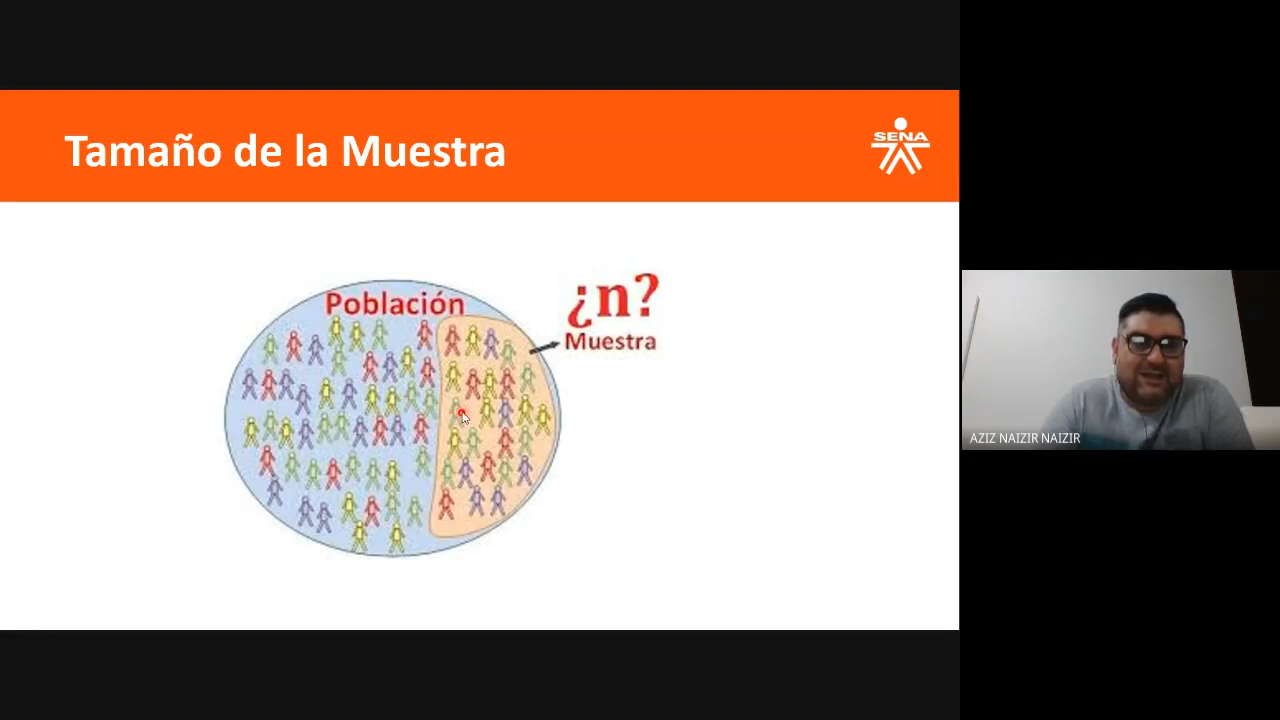 Tamaño de la Muestra
SENA
Población
¿n?
Muestra
AZIZ NAIZIR NAIZIR